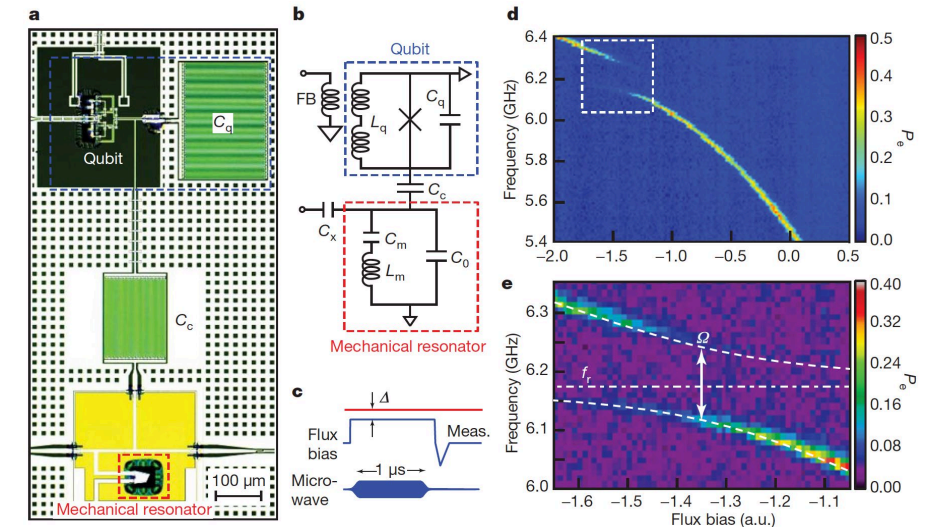 a
Qubit
Cq
Cc
100 μm
Mechanical resonator
b
Qubit
FB
Lq
Cq
Cc
Cx
Cm
Lm
C0
Mechanical resonator
c
Δ
Flux
bias
Meas.
1 μs
Micro-
wave
d
Frequency (GHz)
6.4
6.2
6.0
5.8
5.6
5.4
−2.0 −1.5 −1.0 −0.5 0.0 0.5
0.5
0.4
0.3
0.2
0.1
0.0
Pe
e
Frequency (GHz)
6.3
6.2
6.1
6.0
Ω
fr
−1.6 −1.5 −1.4 −1.3 −1.2 −1.1
Flux bias (a.u.)
0.40
0.32
0.24
0.16
0.08
0.00
Pe